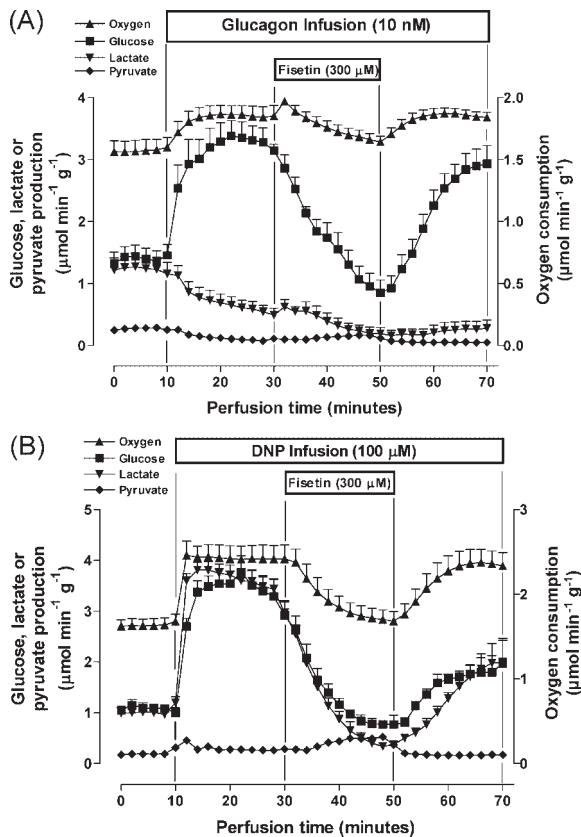 (A)
Glucagon Infusion (10 nM)
Oxygen
Glucose
Lactate
Pyruvate
Fisetin (300 µM)
4
3
2
1
0
Glucose, lactate or
pyruvate production
(µmol min⁻¹ g⁻¹)
2.0
1.5
1.0
0.5
0.0
Oxygen consumption
(µmol min⁻¹ g⁻¹)
0 10 20 30 40 50 60 70
Perfusion time (minutes)
(B)
DNP Infusion (100 µM)
Oxygen
Glucose
Lactate
Pyruvate
Fisetin (300 µM)
5
4
3
2
1
0
Glucose, lactate or
pyruvate production
(µmol min⁻¹ g⁻¹)
3
2
1
0
Oxygen consumption
(µmol min⁻¹ g⁻¹)
0 10 20 30 40 50 60 70
Perfusion time (minutes)